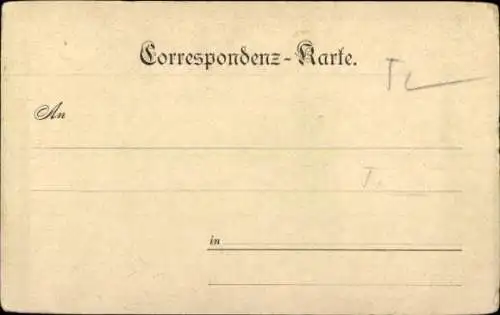 Correspondenz-Karte.
An
in